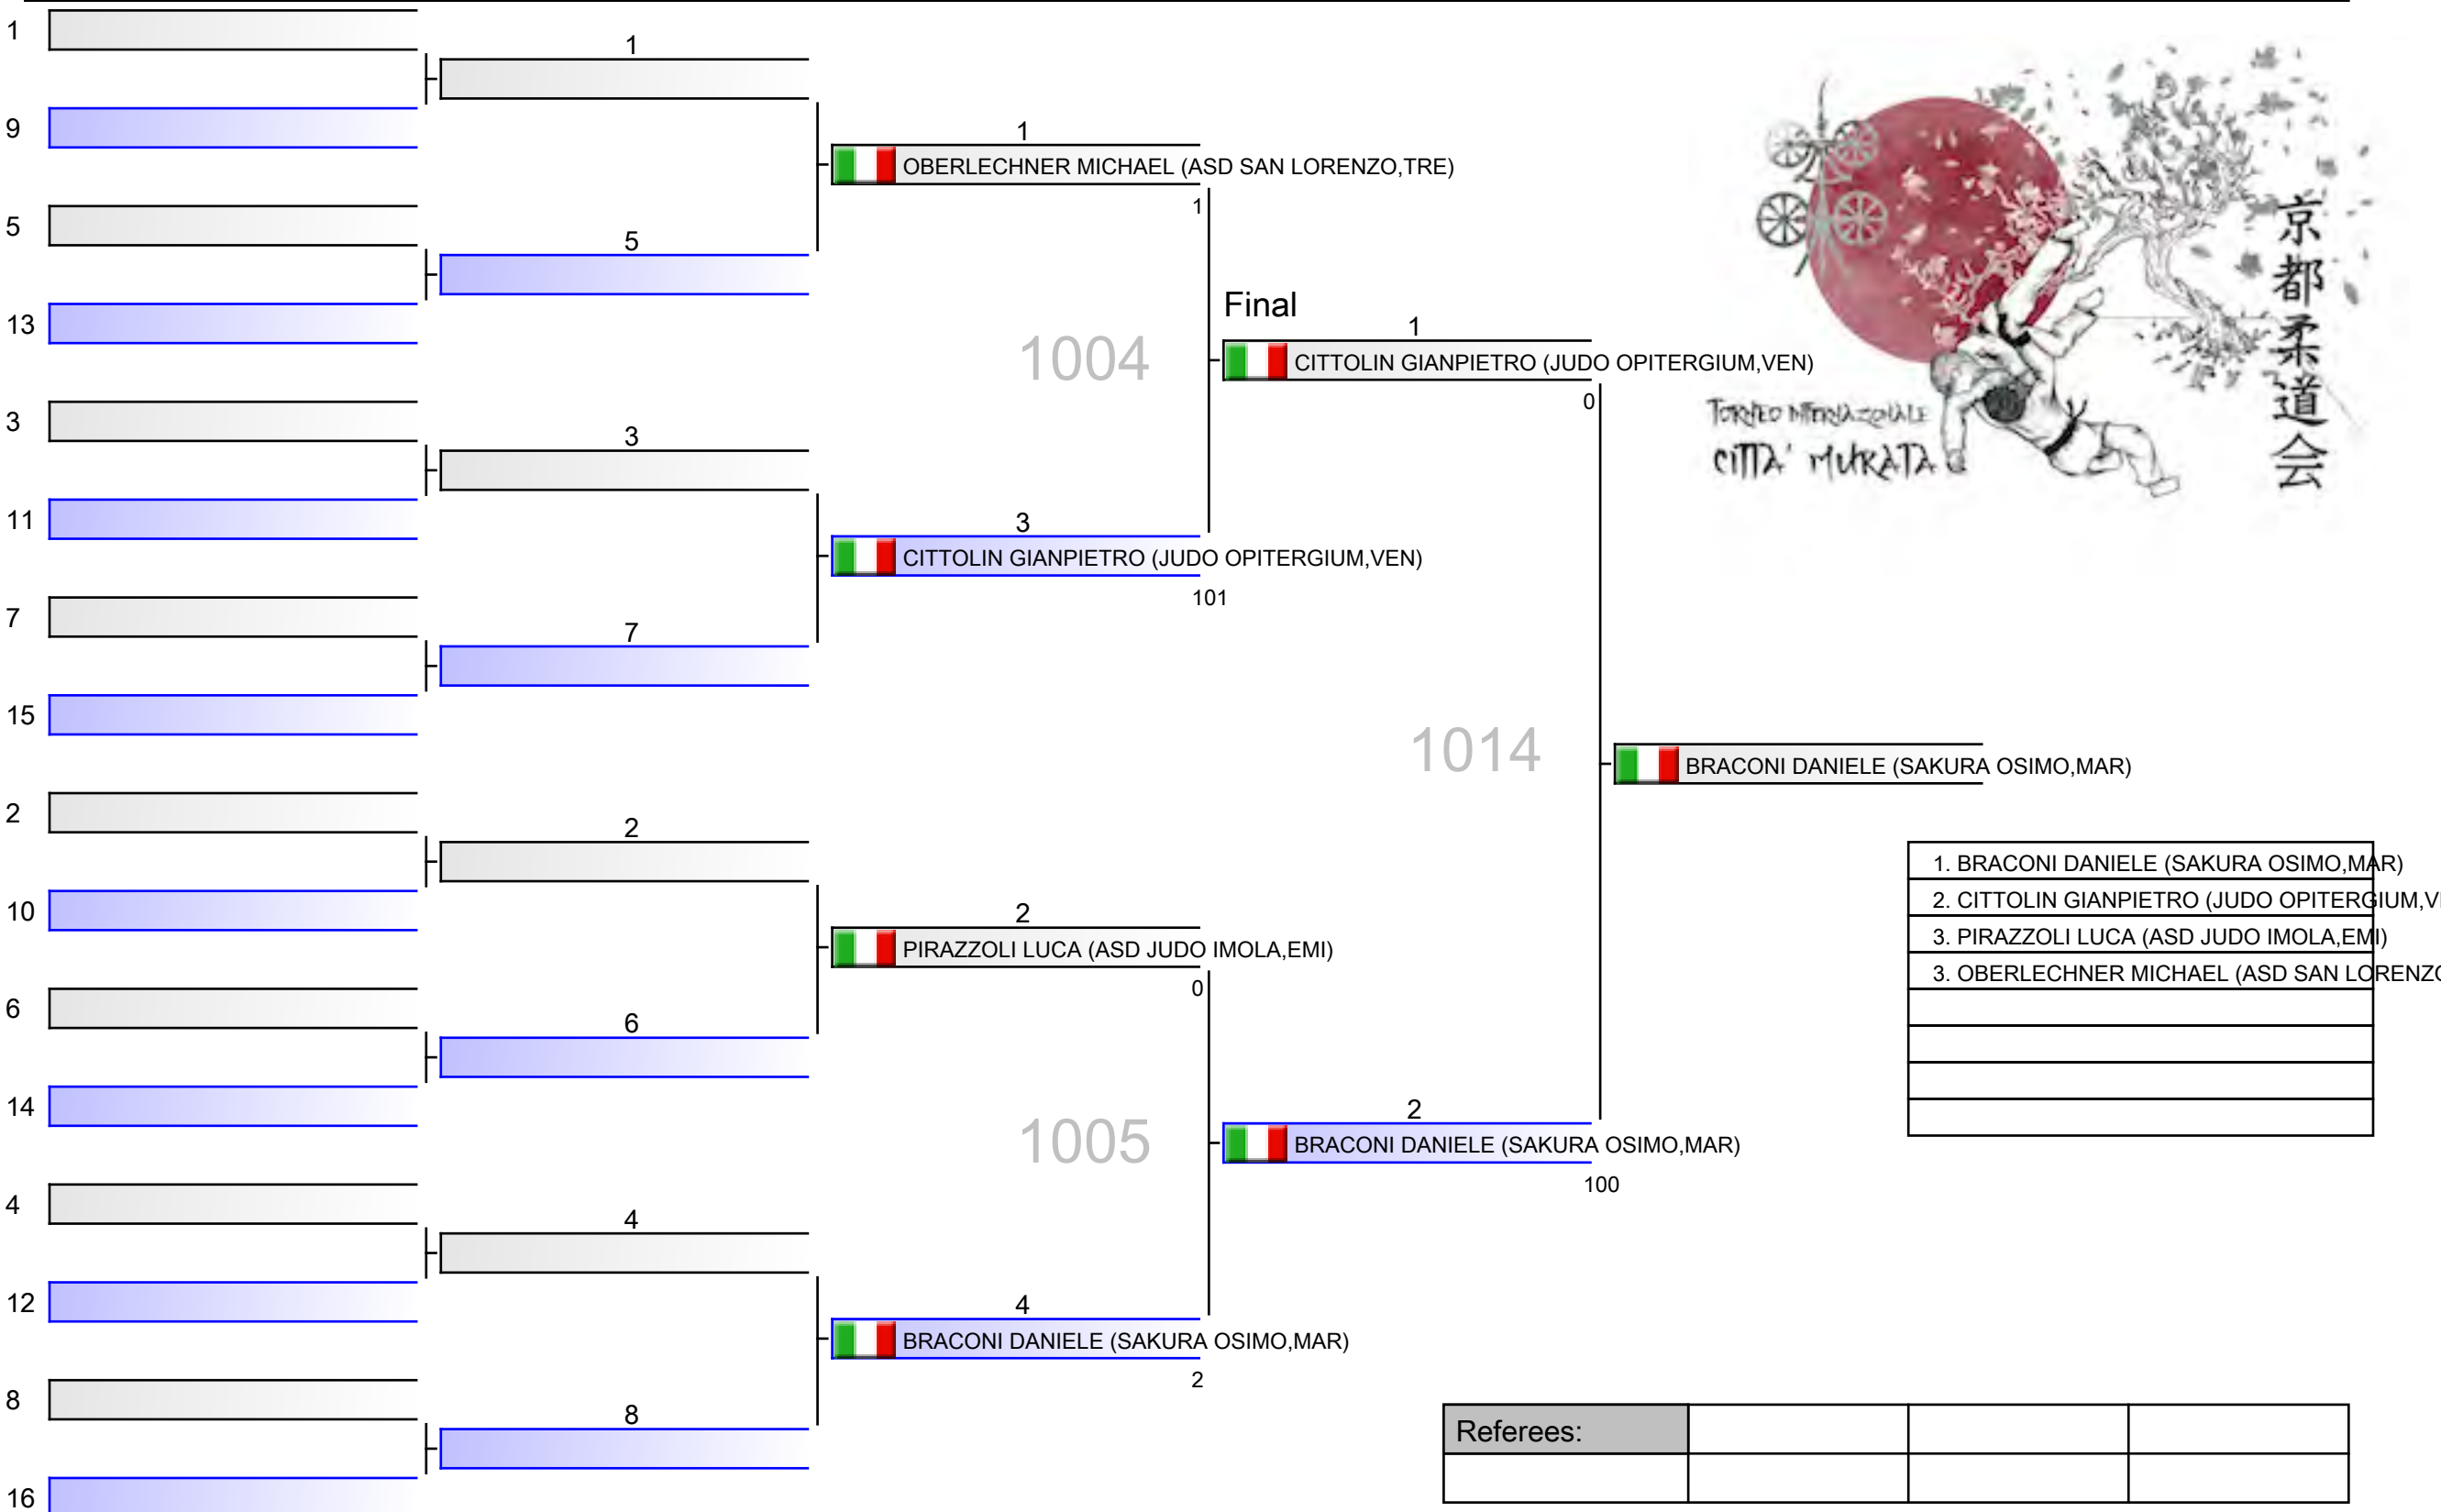 1
9
5
13
3
11
7
15
2
10
6
14
4
12
8
16
1
5
3
7
2
6
4
8
1
OBERLECHNER MICHAEL (ASD SAN LORENZO,TRE)
1
1004
3
CITTOLIN GIANPIETRO (JUDO OPITERGIUM,VEN)
101
2
PIRAZZOLI LUCA (ASD JUDO IMOLA,EMI)
0
1005
4
BRACONI DANIELE (SAKURA OSIMO,MAR)
2
Final
1
CITTOLIN GIANPIETRO (JUDO OPITERGIUM,VEN)
0
1014
2
BRACONI DANIELE (SAKURA OSIMO,MAR)
100
BRACONI DANIELE (SAKURA OSIMO,MAR)
TORNEO INTERNAZIONALE
CITTA' MURATA
京都柔道会
1. BRACONI DANIELE (SAKURA OSIMO,MAR)
2. CITTOLIN GIANPIETRO (JUDO OPITERGIUM,V
3. PIRAZZOLI LUCA (ASD JUDO IMOLA,EMI)
3. OBERLECHNER MICHAEL (ASD SAN LORENZO
Referees: